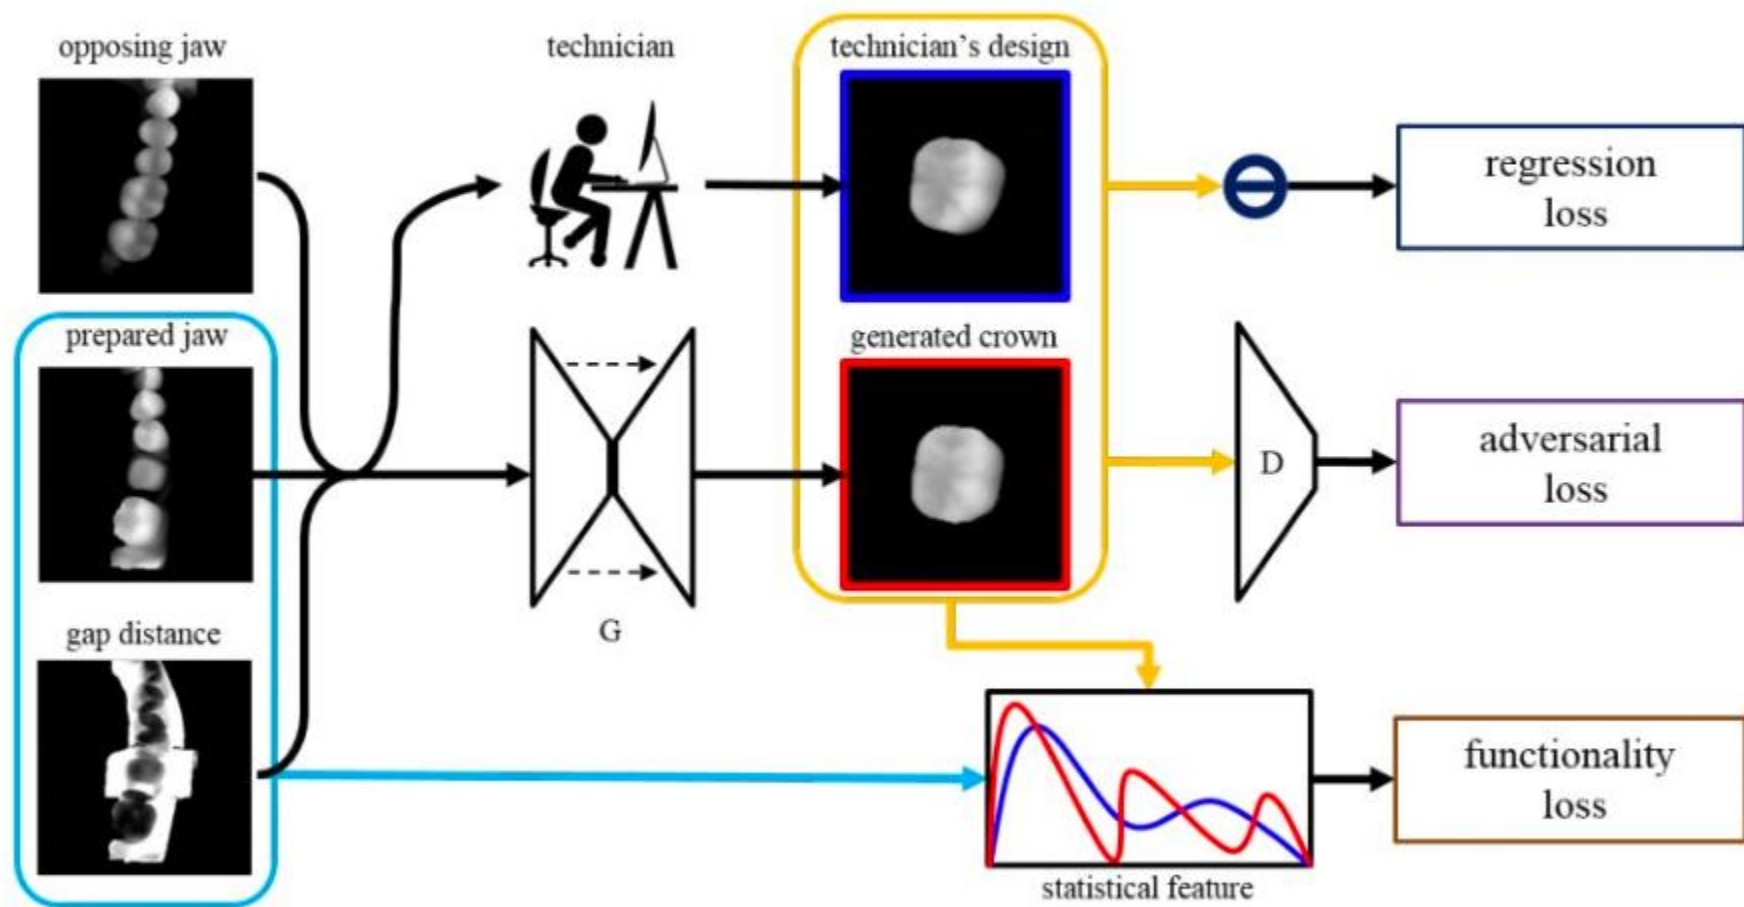 opposing jaw
technician
technician’s design
regression
loss
prepared jaw
generated crown
adversarial
loss
D
gap distance
G
functionality
loss
statistical feature